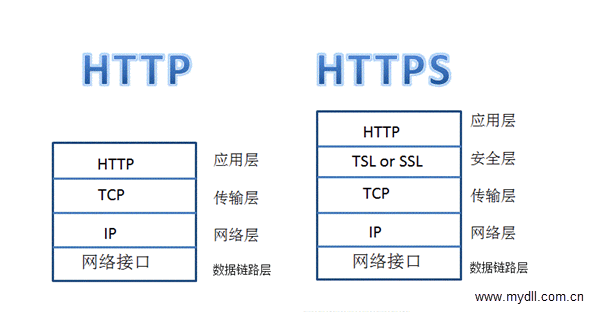 HTTP
HTTP 应用层
TCP 传输层
IP 网络层
网络接口 数据链路层
HTTPS
HTTP 应用层
TSL or SSL 安全层
TCP 传输层
IP 网络层
网络接口 数据链路层
www.mydll.com.cn